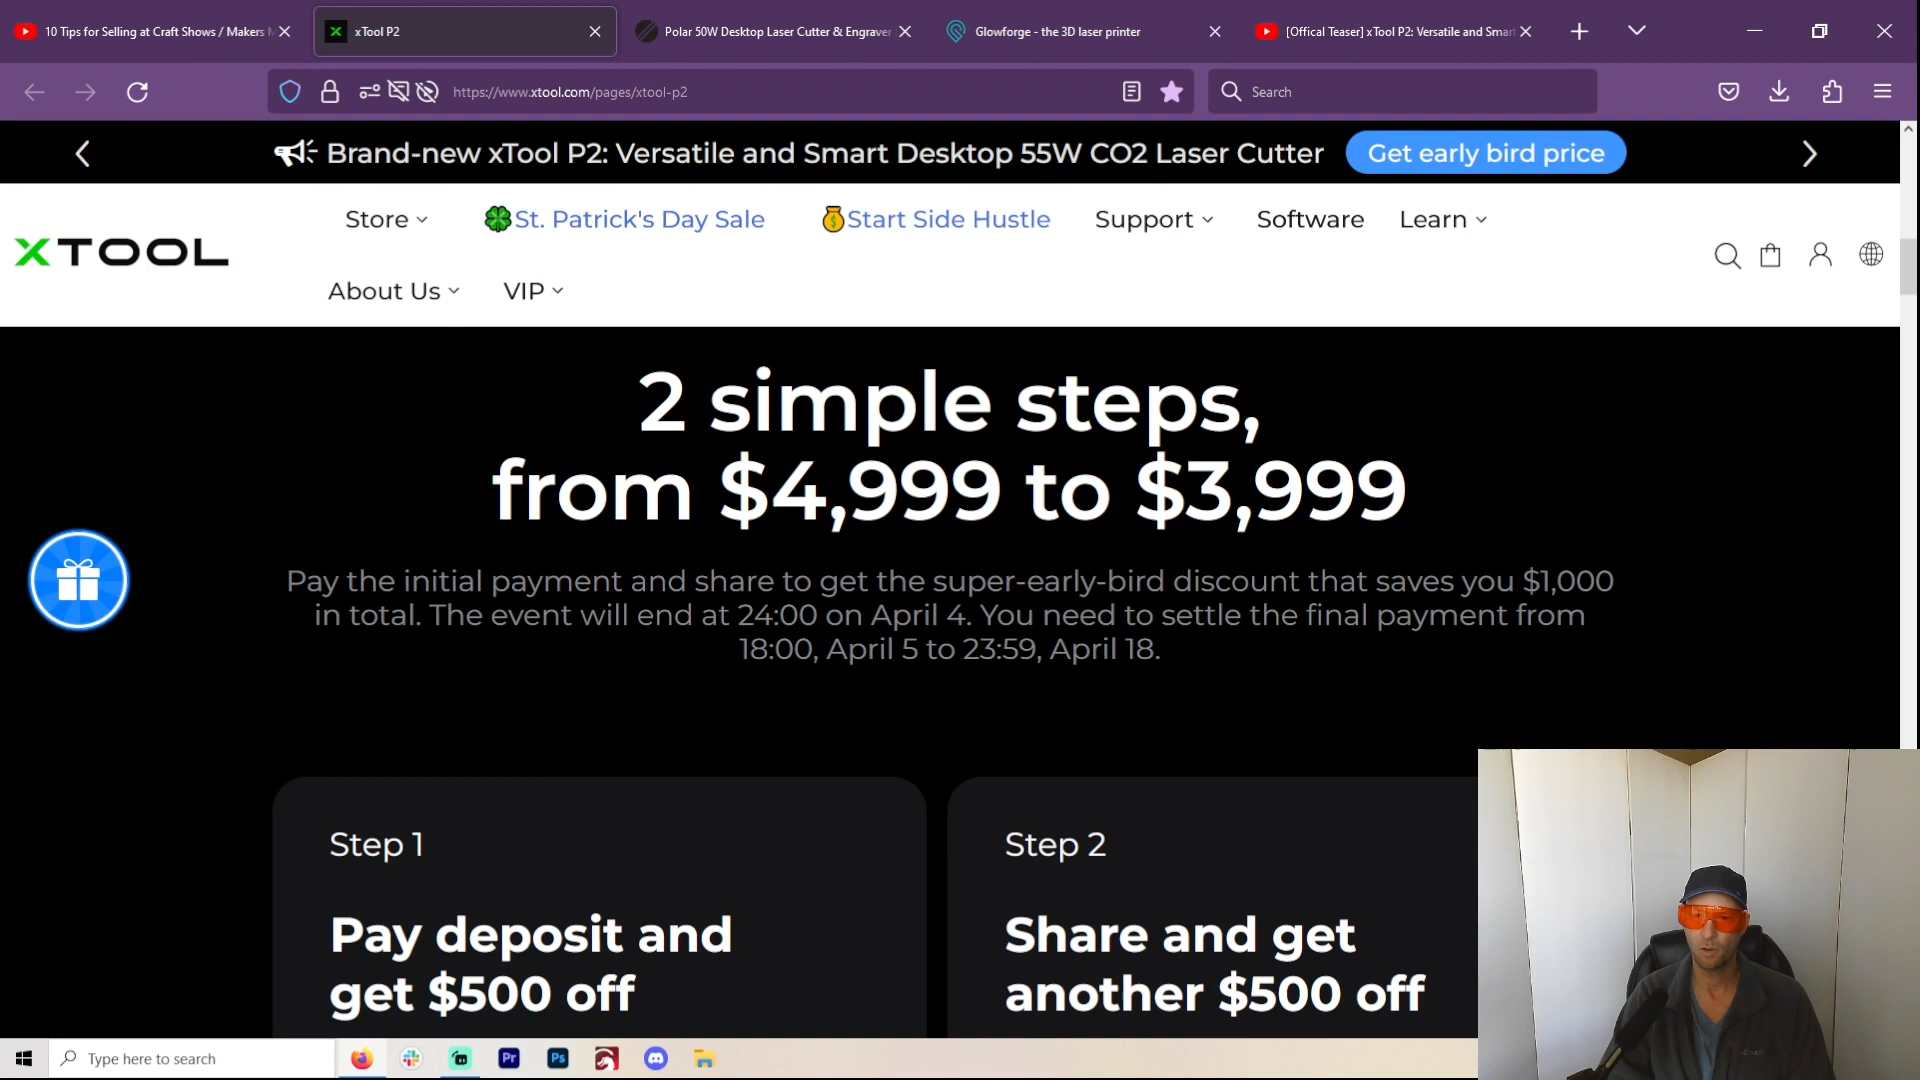 10 Tips for Selling at Craft Shows / Makers
xTool P2
Polar 50W Desktop Laser Cutter & Engraver
Glowforge - the 3D laser printer
[Offical Teaser] xTool P2: Versatile and Smart
https://www.xtool.com/pages/xtool-p2
Search
Brand-new xTool P2: Versatile and Smart Desktop 55W CO2 Laser Cutter
Get early bird price
XTOOL
Store
🍀St. Patrick's Day Sale
💰Start Side Hustle
Support
Software
Learn
About Us
VIP
2 simple steps,
from $4,999 to $3,999
Pay the initial payment and share to get the super-early-bird discount that saves you $1,000
in total. The event will end at 24:00 on April 4. You need to settle the final payment from
18:00, April 5 to 23:59, April 18.
Step 1
Pay deposit and
get $500 off
Step 2
Share and get
another $500 off
Type here to search
Pr
Ps